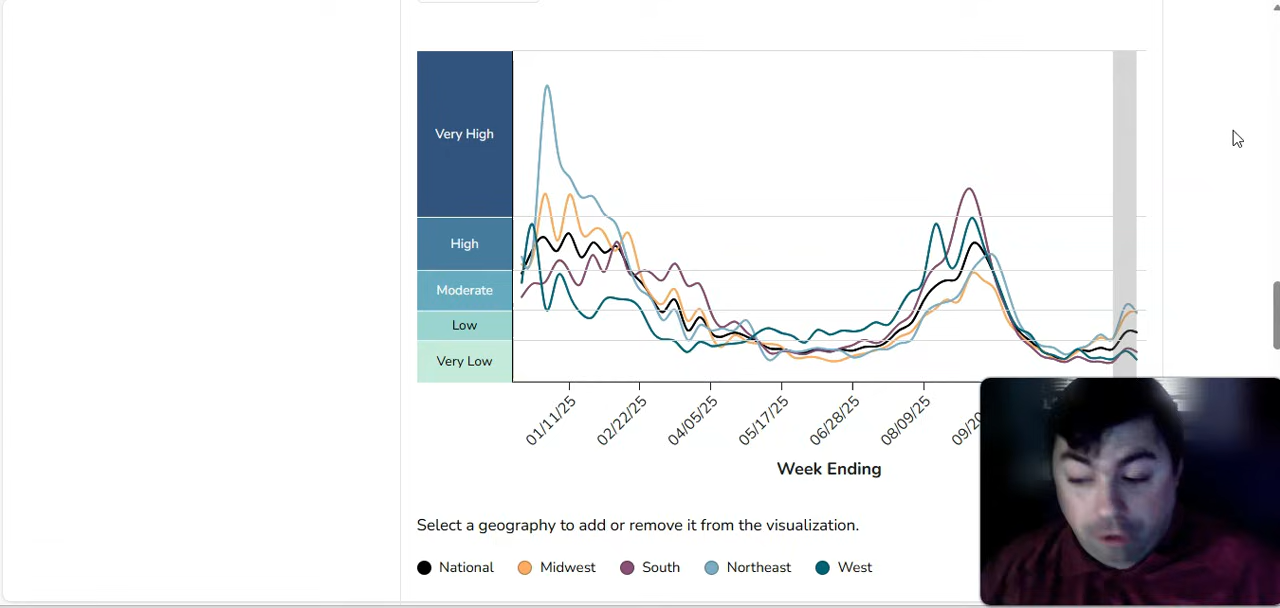 Very High
High
Moderate
Low
Very Low
01/11/25 02/22/25 04/05/25 05/17/25 06/28/25 08/09/25 09/20
Week Ending
Select a geography to add or remove it from the visualization.
National Midwest South Northeast West